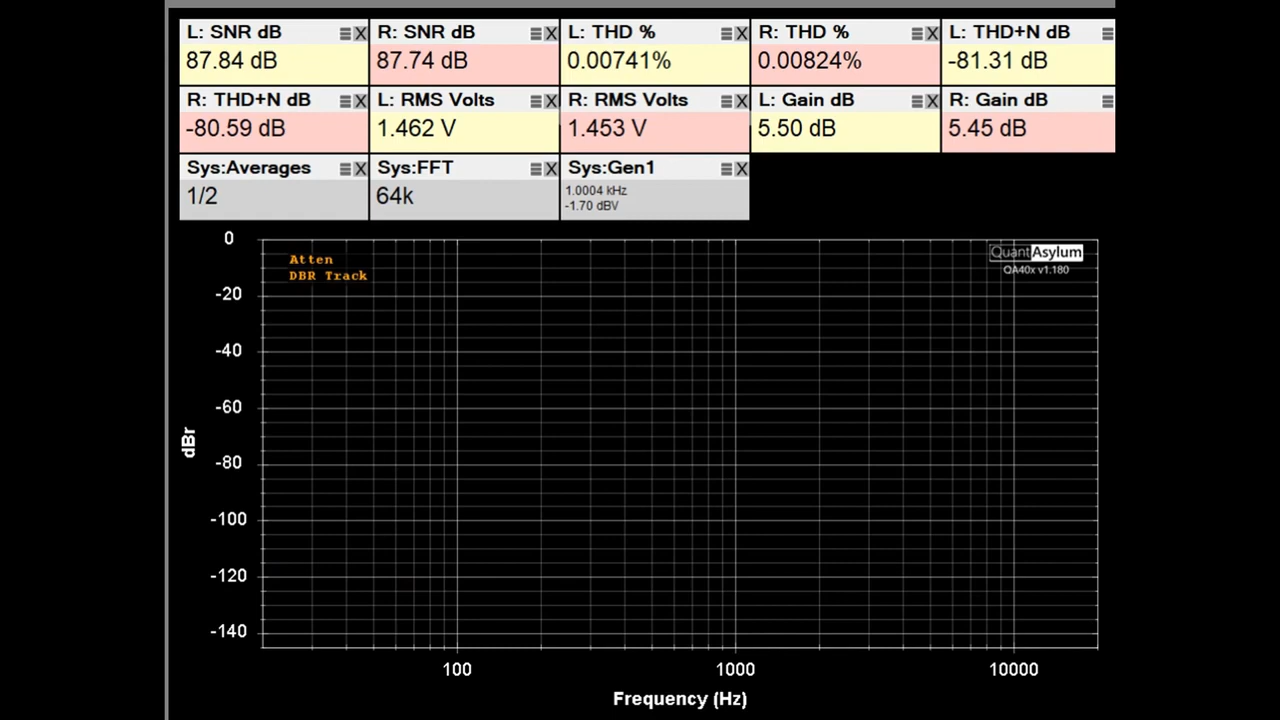 L: SNR dB
87.84 dB
R: SNR dB
87.74 dB
L: THD %
0.00741%
R: THD %
0.00824%
L: THD+N dB
-81.31 dB
R: THD+N dB
-80.59 dB
L: RMS Volts
1.462 V
R: RMS Volts
1.453 V
L: Gain dB
5.50 dB
R: Gain dB
5.45 dB
Sys:Averages
1/2
Sys:FFT
64k
Sys:Gen1
1.0004 kHz
-1.70 dBV
Atten
DBR Track
QuantAsylum
QA40x v1.180
0
-20
-40
-60
-80
-100
-120
-140
dBr
100 1000 10000
Frequency (Hz)